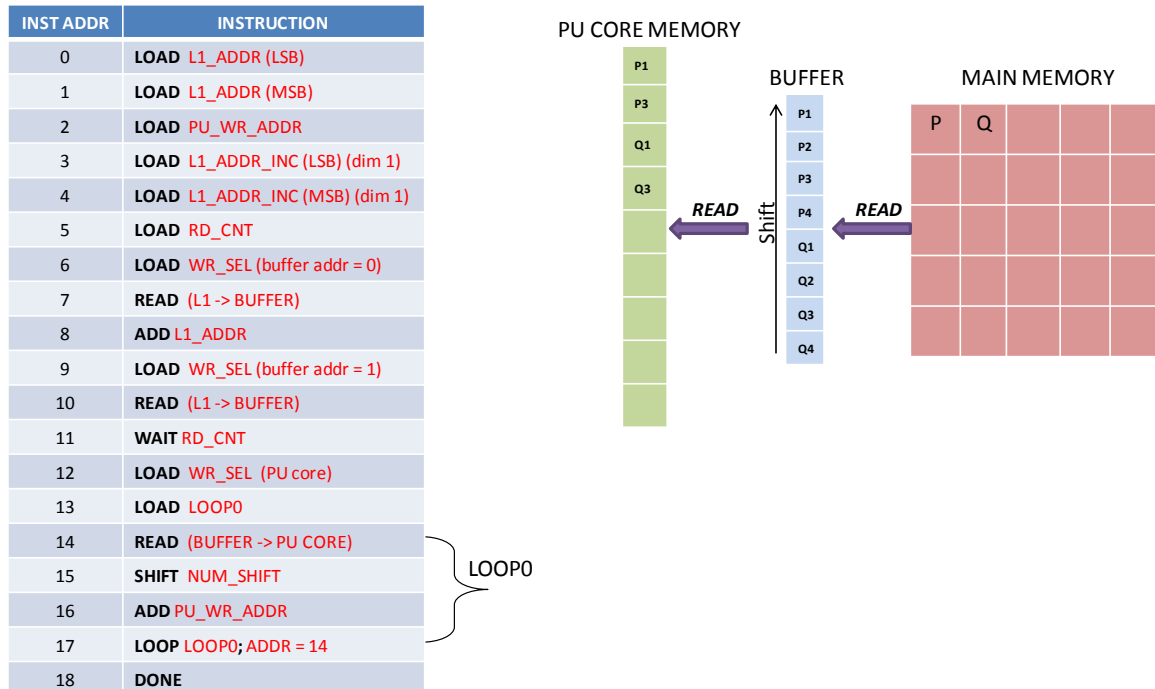 INST ADDR INSTRUCTION
0 LOAD L1_ADDR (LSB)
1 LOAD L1_ADDR (MSB)
2 LOAD PU_WR_ADDR
3 LOAD L1_ADDR_INC (LSB) (dim 1)
4 LOAD L1_ADDR_INC (MSB) (dim 1)
5 LOAD RD_CNT
6 LOAD WR_SEL (buffer addr = 0)
7 READ (L1 -> BUFFER)
8 ADD L1_ADDR
9 LOAD WR_SEL (buffer addr = 1)
10 READ (L1 -> BUFFER)
11 WAIT RD_CNT
12 LOAD WR_SEL (PU core)
13 LOAD LOOP0
14 READ (BUFFER -> PU CORE)
15 SHIFT NUM_SHIFT
16 ADD PU_WR_ADDR
17 LOOP LOOP0; ADDR = 14
18 DONE
LOOP0
PU CORE MEMORY
P1
P3
Q1
Q3
READ
BUFFER
Shift
P1
P2
P3
P4
Q1
Q2
Q3
Q4
READ
MAIN MEMORY
P Q